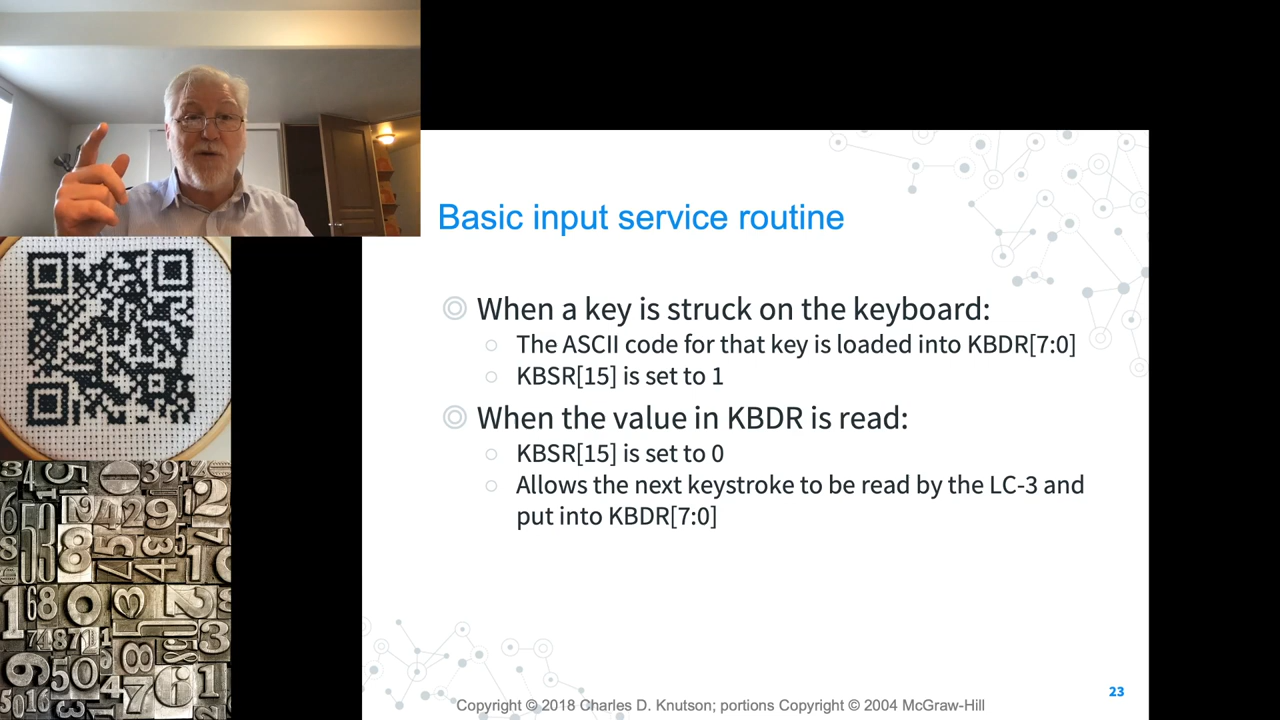 Basic input service routine
When a key is struck on the keyboard:
The ASCII code for that key is loaded into KBDR[7:0]
KBSR[15] is set to 1
When the value in KBDR is read:
KBSR[15] is set to 0
Allows the next keystroke to be read by the LC-3 and
put into KBDR[7:0]
23
Copyright © 2018 Charles D. Knutson; portions Copyright © 2004 McGraw-Hill